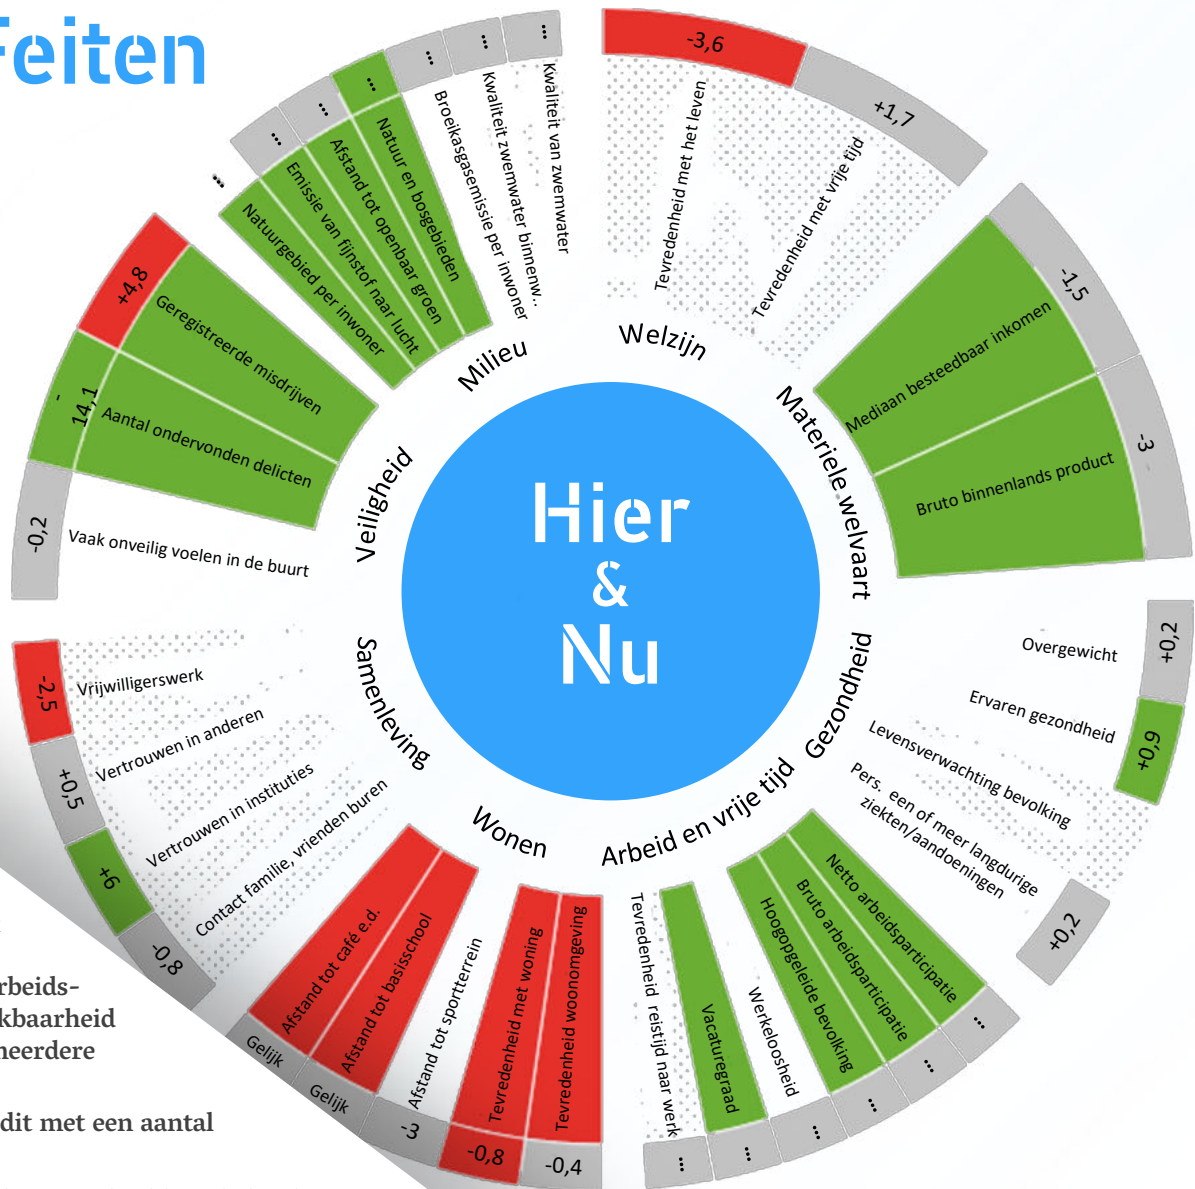 Feiten
Hier
&
Nu
Welzijn
-3,6
Tevredenheid met het leven
+1,7
Tevredenheid met vrije tijd
Materiele welvaart
-1,5
Mediaan besteedbaar inkomen
-3
Bruto binnenlands product
Gezondheid
+0,2
Overgewicht
+0,9
Ervaren gezondheid
Levensverwachting bevolking
+0,2
Pers. een of meer langdurige
ziekten/aandoeningen
Arbeid en vrije tijd
...
Netto arbeidsparticipatie
...
Bruto arbeidsparticipatie
...
Hoogopgeleide bevolking
...
Werkeloosheid
...
Vacaturegraad
...
Tevredenheid reistijd naar werk
Wonen
-0,4
Tevredenheid woonomgeving
-0,8
Tevredenheid met woning
-3
Afstand tot sportterrein
Gelijk
Afstand tot basisschool
Gelijk
Afstand tot café e.d.
Samenleving
-0,8
Contact familie, vrienden buren
+6
Vertrouwen in instituties
+0,5
Vertrouwen in anderen
-2,5
Vrijwilligerswerk
Veiligheid
-0,2
Vaak onveilig voelen in de buurt
-
14,1
Aantal ondervonden delicten
+4,8
Geregistreerde misdrijven
Milieu
...
Natuurgebied per inwoner
...
Emissie van fijnstof naar lucht
...
Afstand tot openbaar groen
...
Natuur en bosgebieden
...
Broeikasgasemissie per inwoner
...
Kwaliteit zwemwater binnenw..
...
Kwaliteit van zwemwater
rbeids-
kbaarheid
meerdere
dit met een aantal